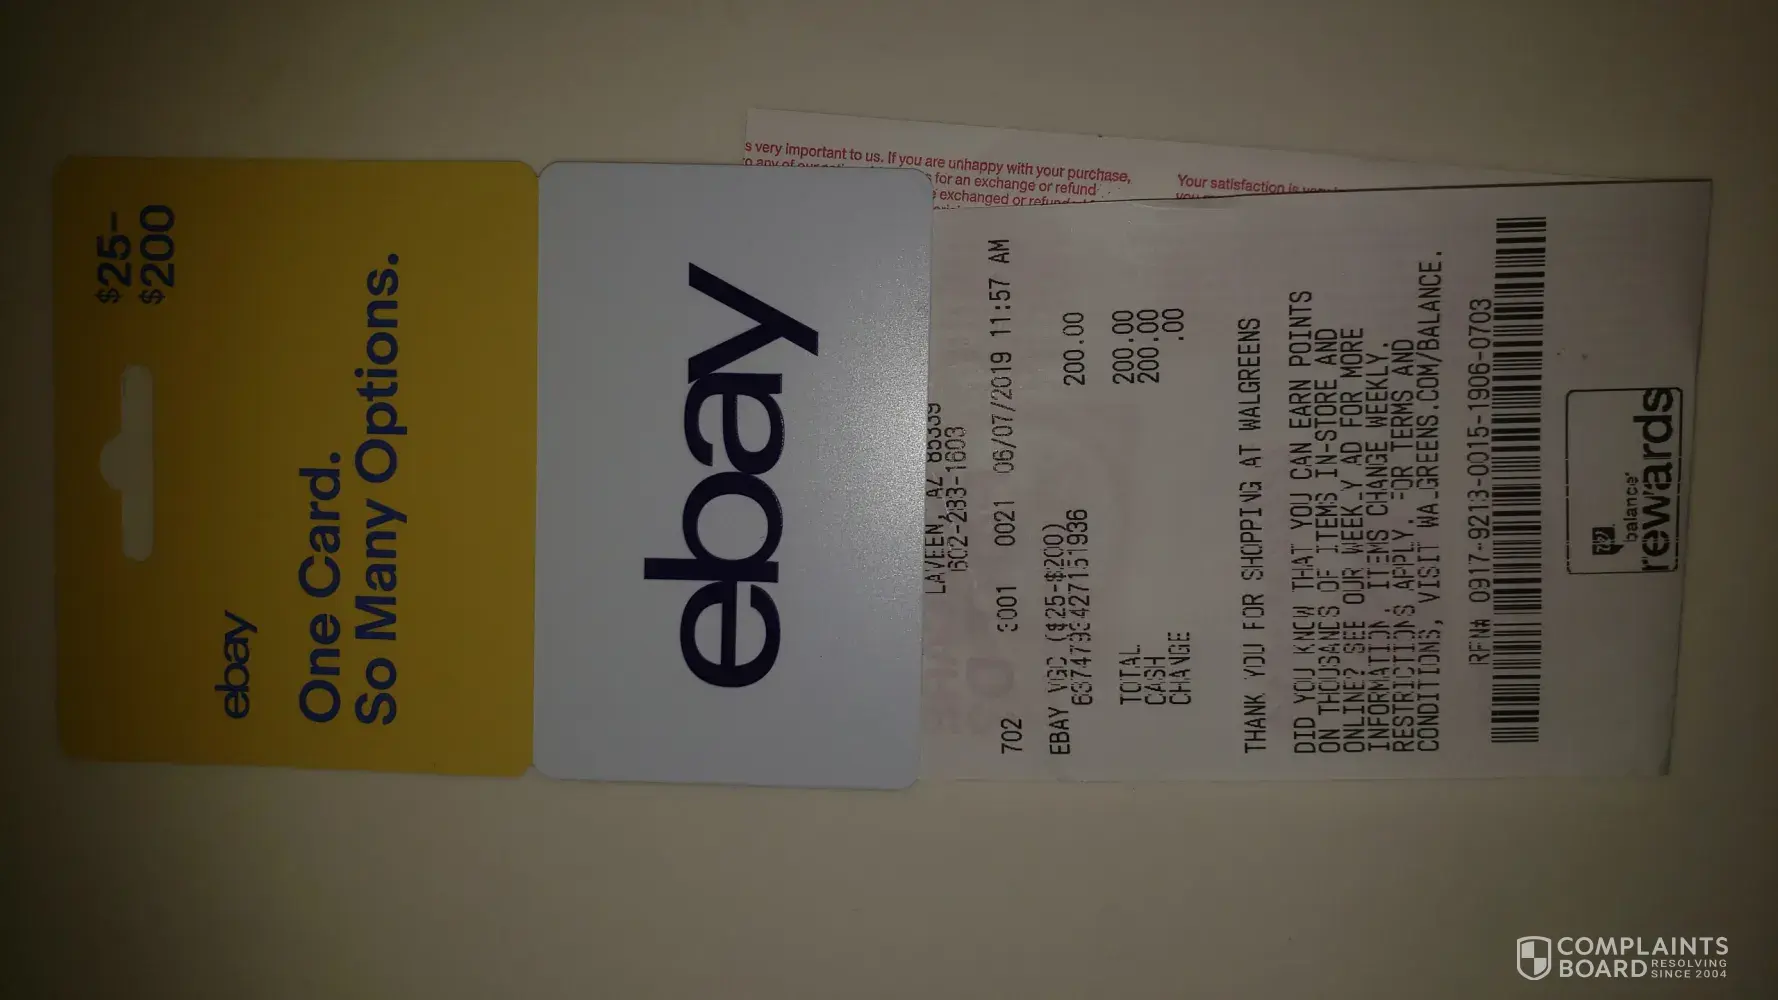 $25-
$200
ebay
One Card.
So Many Options.
ebay
s very important to us. If you are unhappy with your purchase,
for an exchange or refund
exchanged or
Your satisfaction is
LAVEEN, AZ 85339
602-283-1603
702 3001 0021 06/07/2019 11:57 AM
EBAY VGC ($25-$200) 200.00
TOTAL 200.00
CASH 200.00
CHANGE .00
THANK YOU FOR SHOPPING AT WALGREENS
DID YOU KNOW THAT YOU CAN EARN POINTS
ON THOUSANDS OF ITEMS IN-STORE AND
ONLINE? SEE OUR WEEKLY AD FOR MORE
INFORMATION. ITEMS CHANGE WEEKLY.
RESTRICTIONS APPLY. FOR TERMS AND
CONDITIONS, VISIT WALGREENS.COM/BALANCE.
RFN# 0917-9213-0015-1906-0703
balance®
rewards
COMPLAINTS
BOARD RESOLVING
SINCE 2004